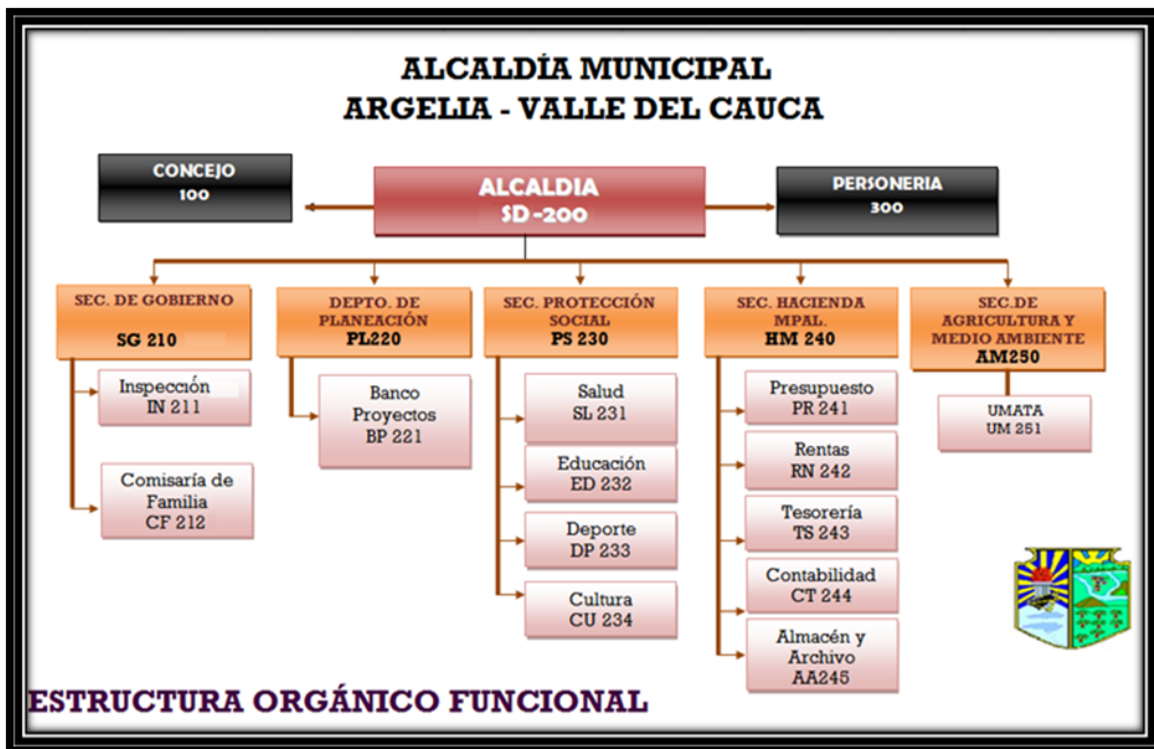 ALCALDÍA MUNICIPAL
ARGELIA - VALLE DEL CAUCA
CONCEJO
100
ALCALDIA
SD -200
PERSONERIA
300
SEC. DE GOBIERNO
SG 210
Inspección
IN 211
Comisaría de
Familia
CF 212
DEPTO. DE
PLANEACIÓN
PL220
Banco
Proyectos
BP 221
SEC. PROTECCIÓN
SOCIAL
PS 230
Salud
SL 231
Educación
ED 232
Deporte
DP 233
Cultura
CU 234
SEC. HACIENDA
MPAL.
HM 240
Presupuesto
PR 241
Rentas
RN 242
Tesorería
TS 243
Contabilidad
CT 244
Almacén y
Archivo
AA245
SEC.DE
AGRICULTURA Y
MEDIO AMBIENTE
AM250
UMATA
UM 251
ESTRUCTURA ORGÁNICO FUNCIONAL